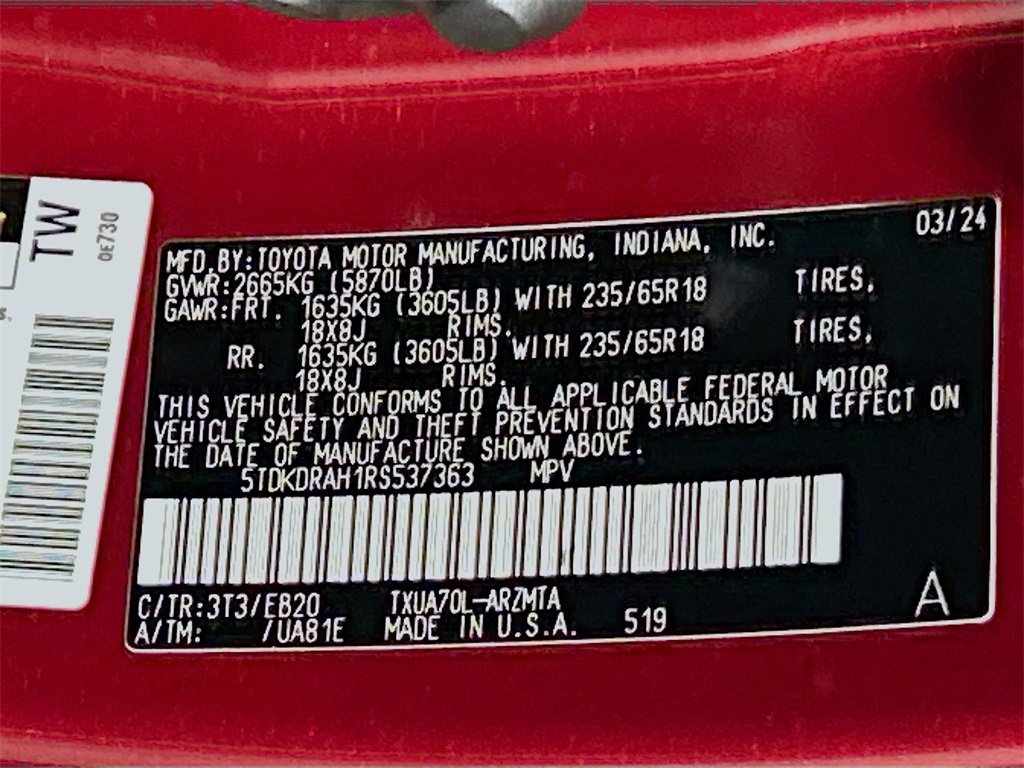 TW
0E730
03/24
MFD.BY:TOYOTA MOTOR MANUFACTURING, INDIANA, INC.
GVWR:2665KG (5870LB)
GAWR:FRT. 1635KG (3605LB) WITH 235/65R18 TIRES,
18X8J RIMS.
RR. 1635KG (3605LB) WITH 235/65R18 TIRES,
18X8J RIMS.
THIS VEHICLE CONFORMS TO ALL APPLICABLE FEDERAL MOTOR
VEHICLE SAFETY AND THEFT PREVENTION STANDARDS IN EFFECT ON
THE DATE OF MANUFACTURE SHOWN ABOVE.
5TDKDRAH1RS537363 MPV
C/TR:3T3/EB20 TXUA70L-ARZMTA
A/TM: /UA81E MADE IN U.S.A. 519
A